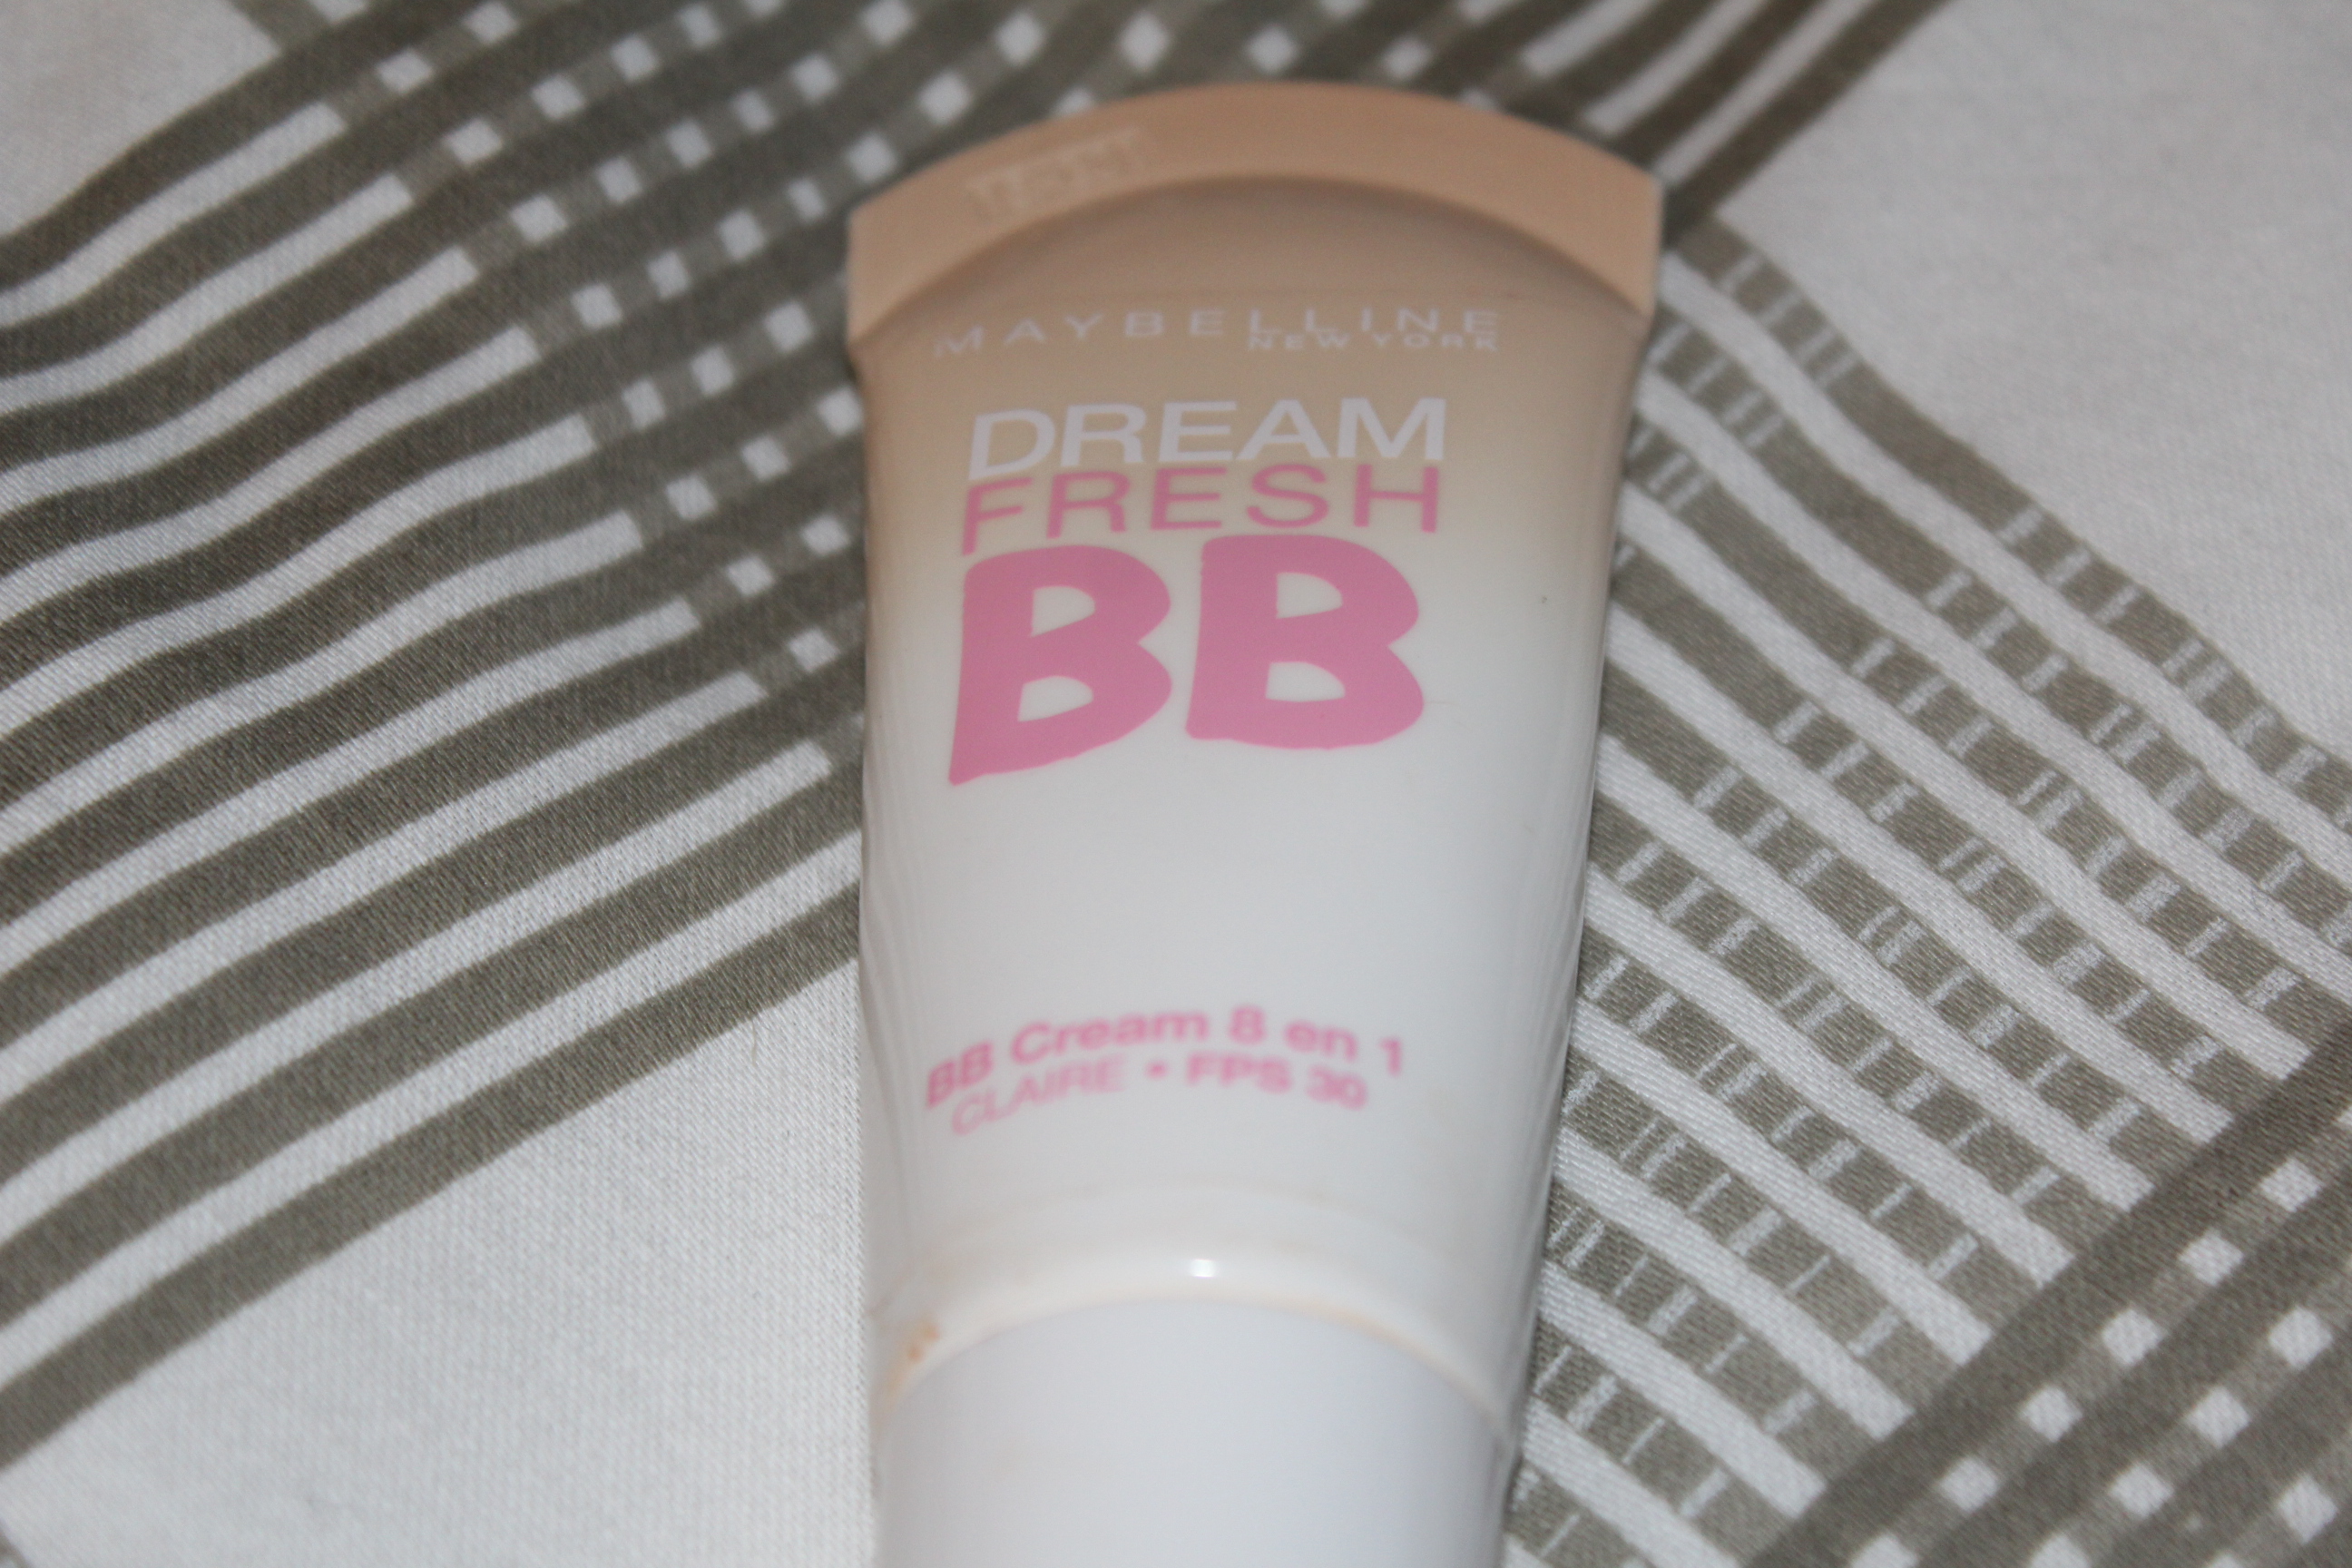 MAYBELLINE
NEW YORK
DREAM
FRESH
BB
BB Cream 8 en 1
CLAIRE • FPS 30